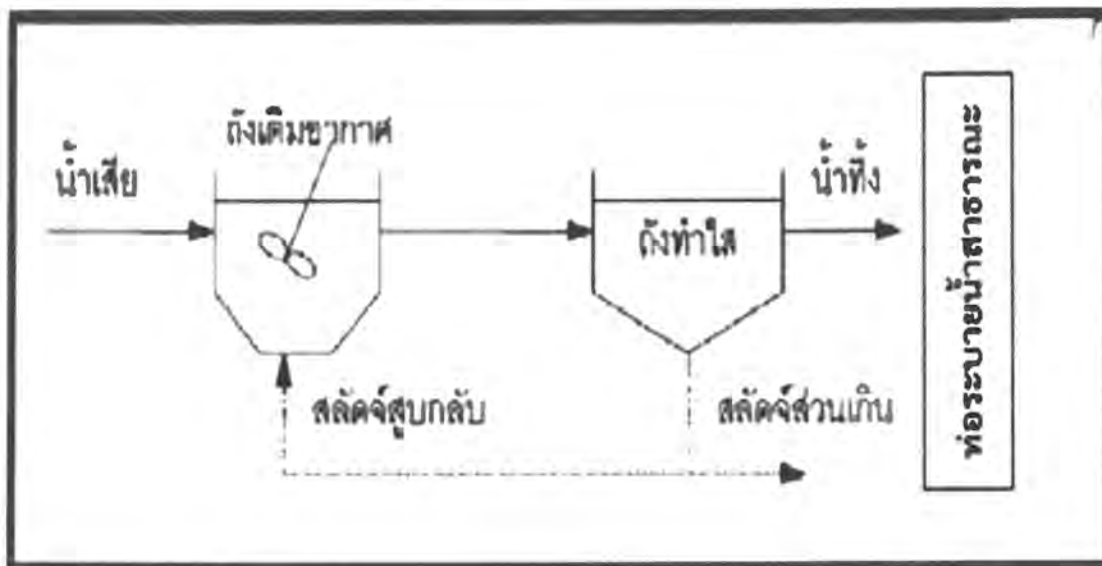 ถังเติมอากาศ
น้ำเสีย
น้ำทิ้ง
ถังทำใส
สลัดจ์สูบกลับ
สลัดจ์ส่วนเกิน
ท่อระบายน้ำสาธารณะ